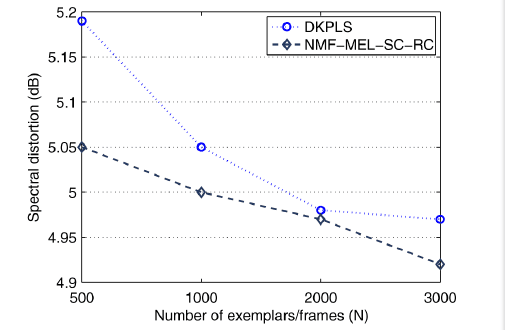 5.2
5.15
5.1
5.05
5
4.95
4.9
Spectral distortion (dB)
DKPLS
NMF-MEL-SC-RC
500
1000
2000
3000
Number of exemplars/frames (N)